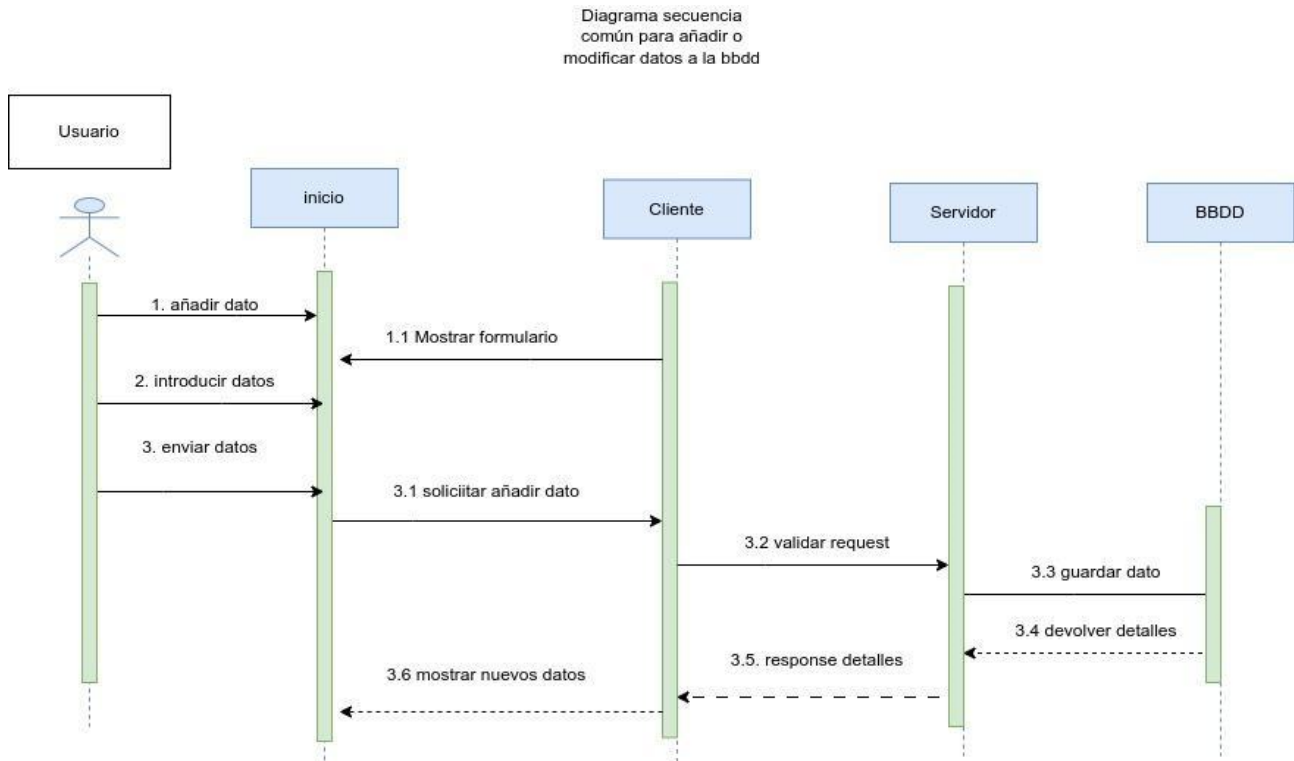 Diagrama secuencia
común para añadir o
modificar datos a la bbdd
Usuario
inicio
Cliente
Servidor
BBDD
1. añadir dato
1.1 Mostrar formulario
2. introducir datos
3. enviar datos
3.1 soliciitar añadir dato
3.2 validar request
3.3 guardar dato
3.4 devolver detalles
3.5. response detalles
3.6 mostrar nuevos datos